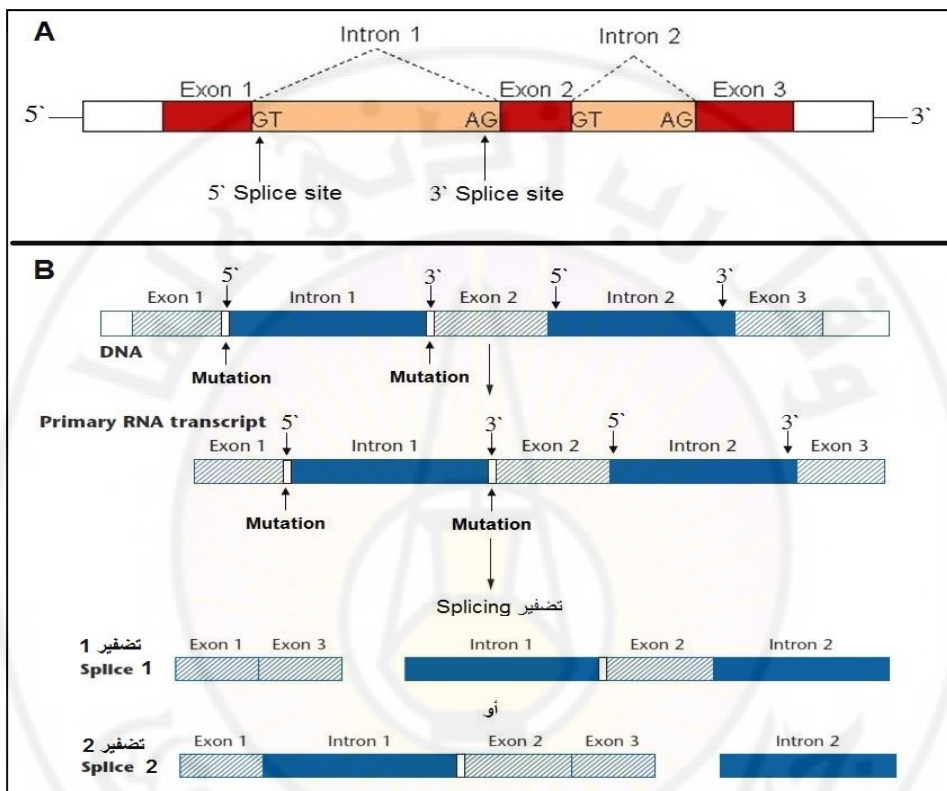 A
Intron 1 Intron 2
Exon 1 Exon 2 Exon 3
5` GT AG GT AG 3`
5` Splice site 3` Splice site
B
5` 3` 5` 3`
Exon 1 Intron 1 Exon 2 Intron 2 Exon 3
DNA
Mutation Mutation
Primary RNA transcript
5` 3` 5` 3`
Exon 1 Intron 1 Exon 2 Intron 2 Exon 3
Mutation Mutation
Splicing تضفير
تضفير 1 Exon 1 Exon 3 Intron 1 Exon 2 Intron 2
Splice 1
أو
تضفير 2 Exon 1 Intron 1 Exon 2 Exon 3 Intron 2
Splice 2